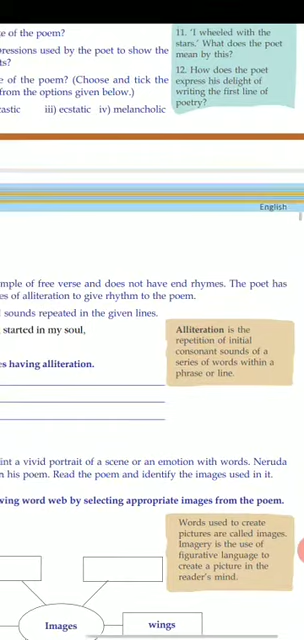 ke of the poem?
pressions used by the poet to show the
ts?
e of the poem? (Choose and tick the
from the options given below.)
castic iii) ecstatic iv) melancholic
11. 'I wheeled with the
stars.' What does the poet
mean by this?
12. How does the poet
express his delight of
writing the first line of
poetry?
English
mple of free verse and does not have end rhymes. The poet has
es of alliteration to give rhythm to the poem.
l sounds repeated in the given lines.
started in my soul,
es having alliteration.
Alliteration is the
repetition of initial
consonant sounds of a
series of words within a
phrase or line.
int a vivid portrait of a scene or an emotion with words. Neruda
n his poem. Read the poem and identify the images used in it.
wing word web by selecting appropriate images from the poem.
Words used to create
pictures are called images.
Imagery is the use of
figurative language to
create a picture in the
reader's mind.
Images
wings